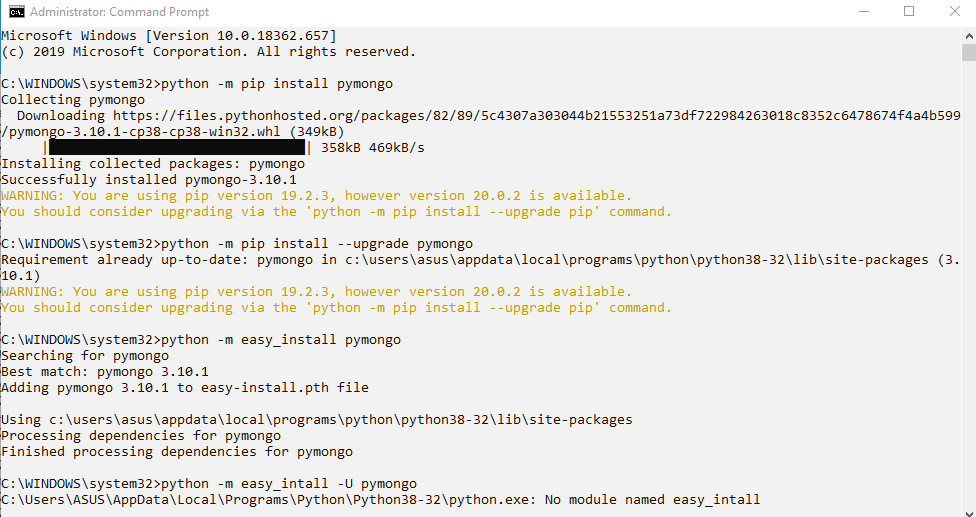 Administrator: Command Prompt
Microsoft Windows [Version 10.0.18362.657]
(c) 2019 Microsoft Corporation. All rights reserved.
C:\WINDOWS\system32>python -m pip install pymongo
Collecting pymongo
  Downloading https://files.pythonhosted.org/packages/82/89/5c4307a303044b21553251a73df722984263018c8352c6478674f4a4b599
/pymongo-3.10.1-cp38-cp38-win32.whl (349kB)
     |████████████████████████████████| 358kB 469kB/s
Installing collected packages: pymongo
Successfully installed pymongo-3.10.1
WARNING: You are using pip version 19.2.3, however version 20.0.2 is available.
You should consider upgrading via the 'python -m pip install --upgrade pip' command.
C:\WINDOWS\system32>python -m pip install --upgrade pymongo
Requirement already up-to-date: pymongo in c:\users\asus\appdata\local\programs\python\python38-32\lib\site-packages (3.
10.1)
WARNING: You are using pip version 19.2.3, however version 20.0.2 is available.
You should consider upgrading via the 'python -m pip install --upgrade pip' command.
C:\WINDOWS\system32>python -m easy_install pymongo
Searching for pymongo
Best match: pymongo 3.10.1
Adding pymongo 3.10.1 to easy-install.pth file
Using c:\users\asus\appdata\local\programs\python\python38-32\lib\site-packages
Processing dependencies for pymongo
Finished processing dependencies for pymongo
C:\WINDOWS\system32>python -m easy_intall -U pymongo
C:\Users\ASUS\AppData\Local\Programs\Python\Python38-32\python.exe: No module named easy_intall